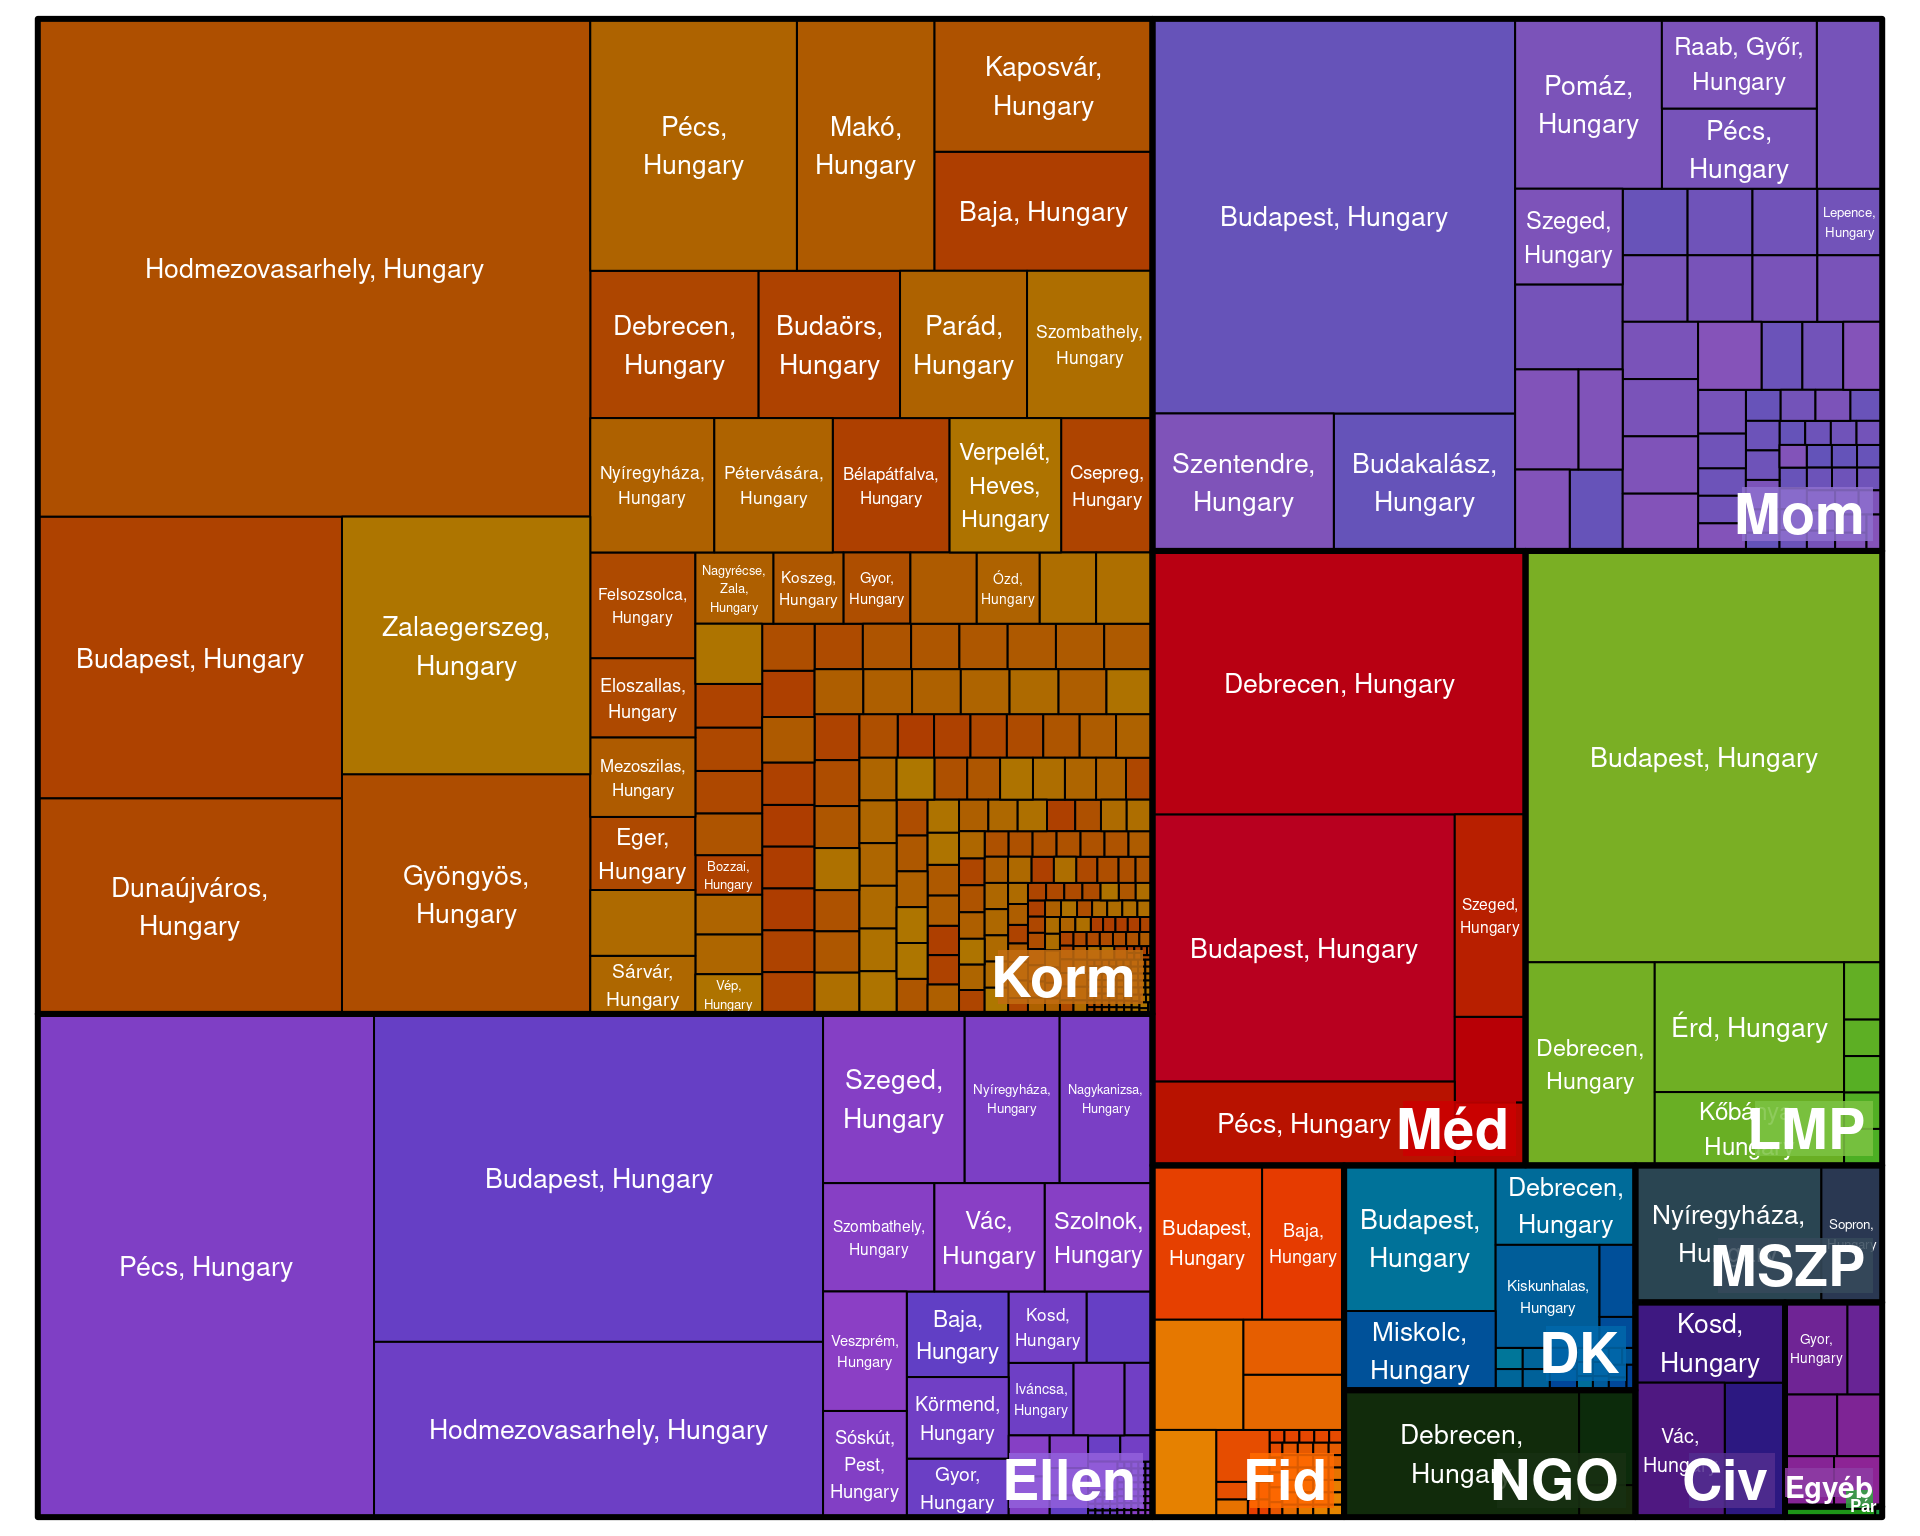 Hodmezovasarhely, Hungary
Pécs,
Hungary
Makó,
Hungary
Kaposvár,
Hungary
Baja, Hungary
Debrecen,
Hungary
Budaörs,
Hungary
Parád,
Hungary
Szombathely,
Hungary
Nyíregyháza,
Hungary
Pétervására,
Hungary
Bélapátfalva,
Hungary
Verpelét,
Heves,
Hungary
Csepreg,
Hungary
Budapest, Hungary
Zalaegerszeg,
Hungary
Dunaújváros,
Hungary
Gyöngyös,
Hungary
Felsozsolca,
Hungary
Nagyrécse,
Zala,
Hungary
Koszeg,
Hungary
Gyor,
Hungary
Ózd,
Hungary
Eloszallas,
Hungary
Mezoszilas,
Hungary
Eger,
Hungary
Bozzai,
Hungary
Sárvár,
Hungary
Vép,
Hungary
Korm
Budapest, Hungary
Pomáz,
Hungary
Raab, Győr,
Hungary
Pécs,
Hungary
Szeged,
Hungary
Lepence,
Hungary
Szentendre,
Hungary
Budakalász,
Hungary
Mom
Debrecen, Hungary
Budapest, Hungary
Szeged,
Hungary
Pécs, Hungary
Méd
Budapest, Hungary
Debrecen,
Hungary
Érd, Hungary
Kőbánya,
Hungary
LMP
Pécs, Hungary
Budapest, Hungary
Hodmezovasarhely, Hungary
Szeged,
Hungary
Nyíregyháza,
Hungary
Nagykanizsa,
Hungary
Szombathely,
Hungary
Vác,
Hungary
Szolnok,
Hungary
Veszprém,
Hungary
Baja,
Hungary
Kosd,
Hungary
Körmend,
Hungary
Iváncsa,
Hungary
Sóskút,
Pest,
Hungary
Gyor,
Hungary
Ellen
Budapest,
Hungary
Baja,
Hungary
Fid
Budapest,
Hungary
Debrecen,
Hungary
Kiskunhalas,
Hungary
Miskolc,
Hungary
DK
Nyíregyháza,
Hungary
Sopron,
Hungary
MSZP
Debrecen,
Hungary
NGO
Kosd,
Hungary
Vác,
Hungary
Civ
Gyor,
Hungary
Egyéb
Pár